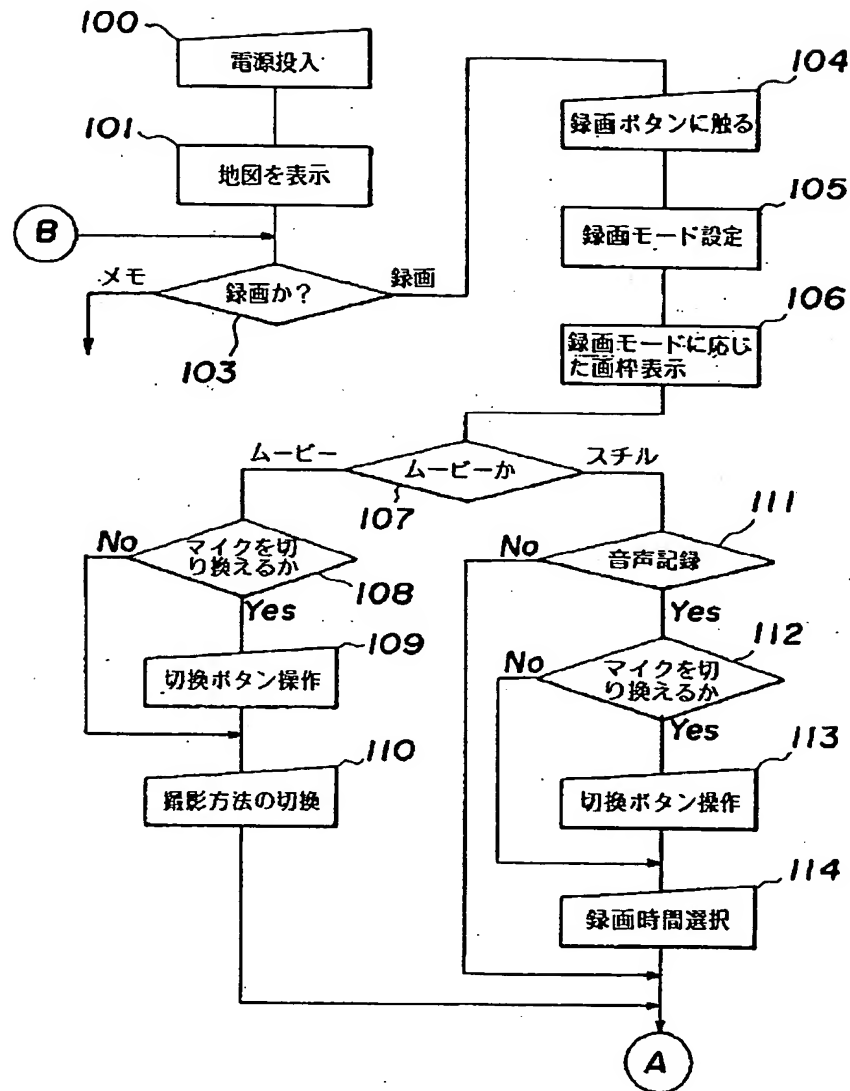 100
電源投入
101
地図を表示
B
メモ
録画か？
録画
103
104
録画ボタンに触る
105
録画モード設定
106
録画モードに応じ
た画枠表示
ムービー
ムービーか
スチル
107
No
マイクを切
り換えるか
108
Yes
109
切換ボタン操作
110
撮影方法の切換
111
No
音声記録
Yes
112
No
マイクを切
り換えるか
Yes
113
切換ボタン操作
114
録画時間選択
A